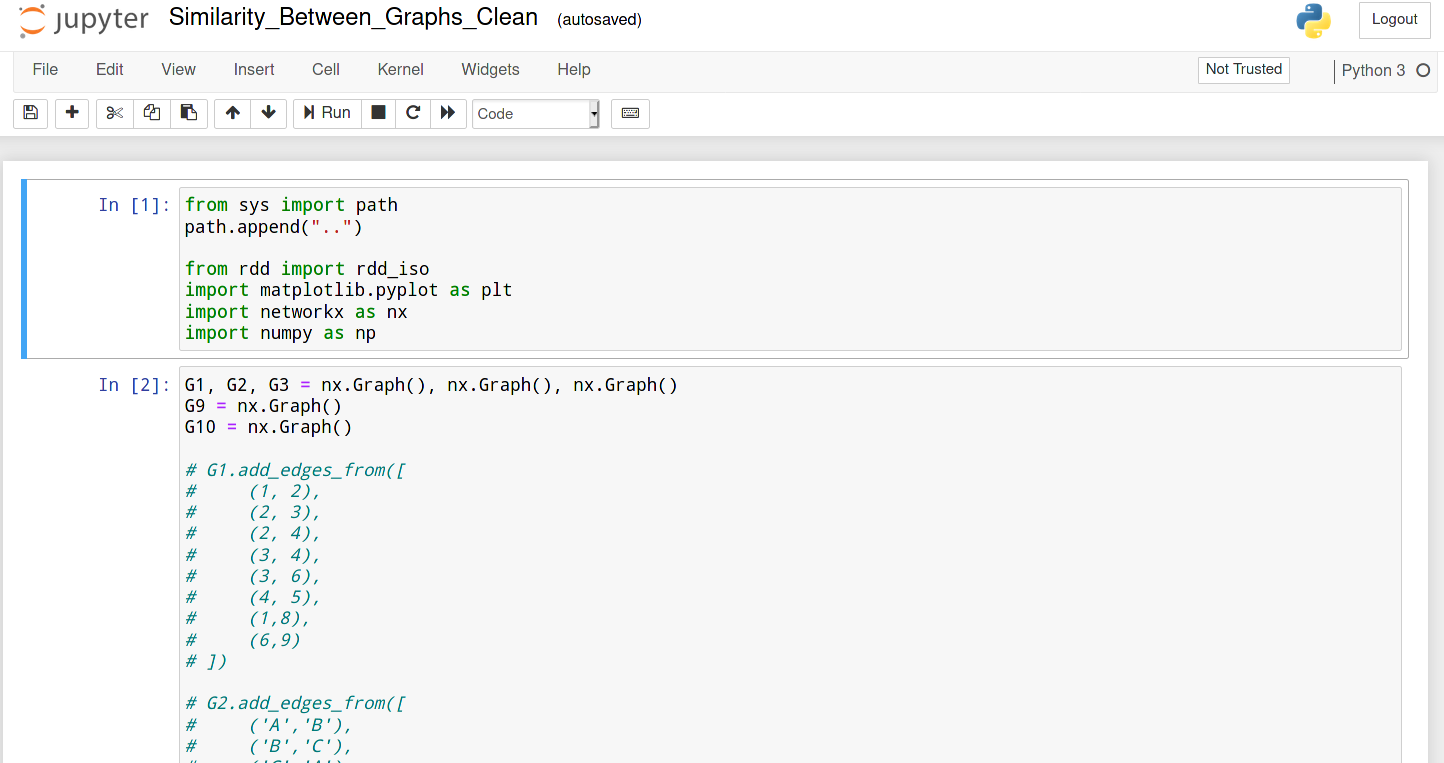 jupyter Similarity_Between_Graphs_Clean (autosaved) Logout
File Edit View Insert Cell Kernel Widgets Help Not Trusted Python 3
Run Code
In [1]: from sys import path
path.append("..")
from rdd import rdd_iso
import matplotlib.pyplot as plt
import networkx as nx
import numpy as np
In [2]: G1, G2, G3 = nx.Graph(), nx.Graph(), nx.Graph()
G9 = nx.Graph()
G10 = nx.Graph()
# G1.add_edges_from([
#     (1, 2),
#     (2, 3),
#     (2, 4),
#     (3, 4),
#     (3, 6),
#     (4, 5),
#     (1,8),
#     (6,9)
# ])
# G2.add_edges_from([
#     ('A','B'),
#     ('B','C'),